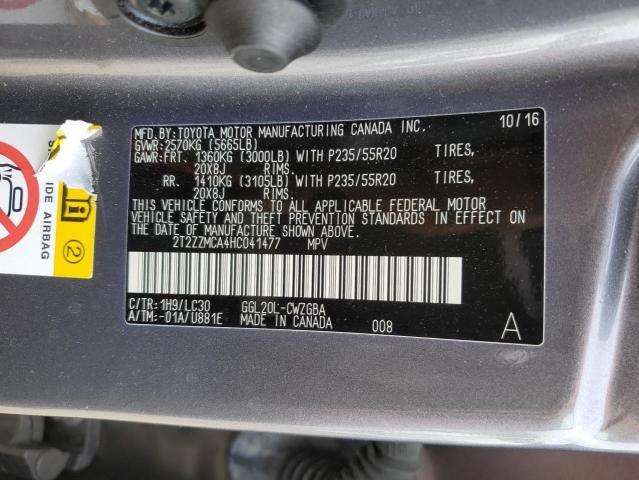 MFD.BY:TOYOTA MOTOR MANUFACTURING CANADA INC. 10/16
GVWR:2570KG (5665LB)
GAWR:FRT. 1360KG (3000LB) WITH P235/55R20 TIRES,
20X8J RIMS.
RR. 1410KG (3105LB) WITH P235/55R20 TIRES,
20X8J RIMS.
THIS VEHICLE CONFORMS TO ALL APPLICABLE FEDERAL MOTOR
VEHICLE SAFETY AND THEFT PREVENTION STANDARDS IN EFFECT ON
THE DATE OF MANUFACTURE SHOWN ABOVE.
2T2ZZMCA4HC041477 MPV
C/TR:1H9/LC30 GGL20L-CWZGBA
A/TM:-01A/U881E MADE IN CANADA 008 A
IDE AIRBAG
2